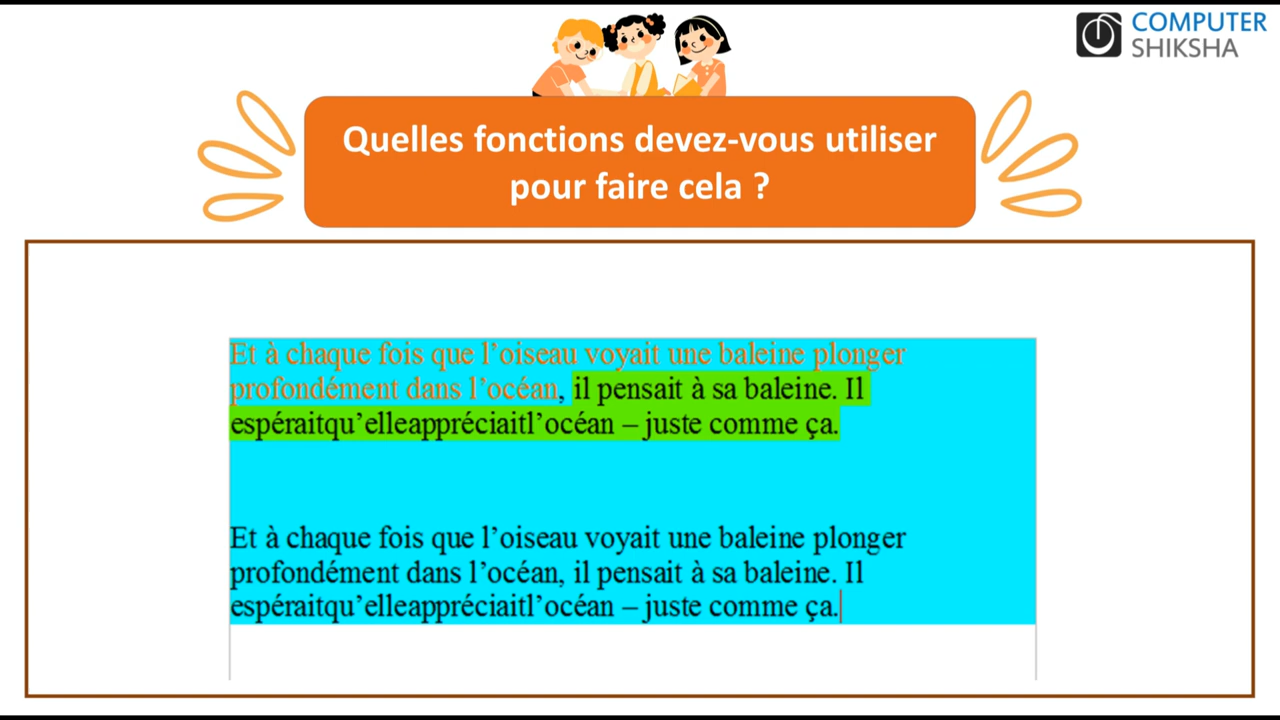 COMPUTER
SHIKSHA
Quelles fonctions devez-vous utiliser
pour faire cela ?
Et à chaque fois que l’oiseau voyait une baleine plonger
profondément dans l’océan, il pensait à sa baleine. Il
espéraitqu’elleappréciaitl’océan – juste comme ça.
Et à chaque fois que l’oiseau voyait une baleine plonger
profondément dans l’océan, il pensait à sa baleine. Il
espéraitqu’elleappréciaitl’océan – juste comme ça.